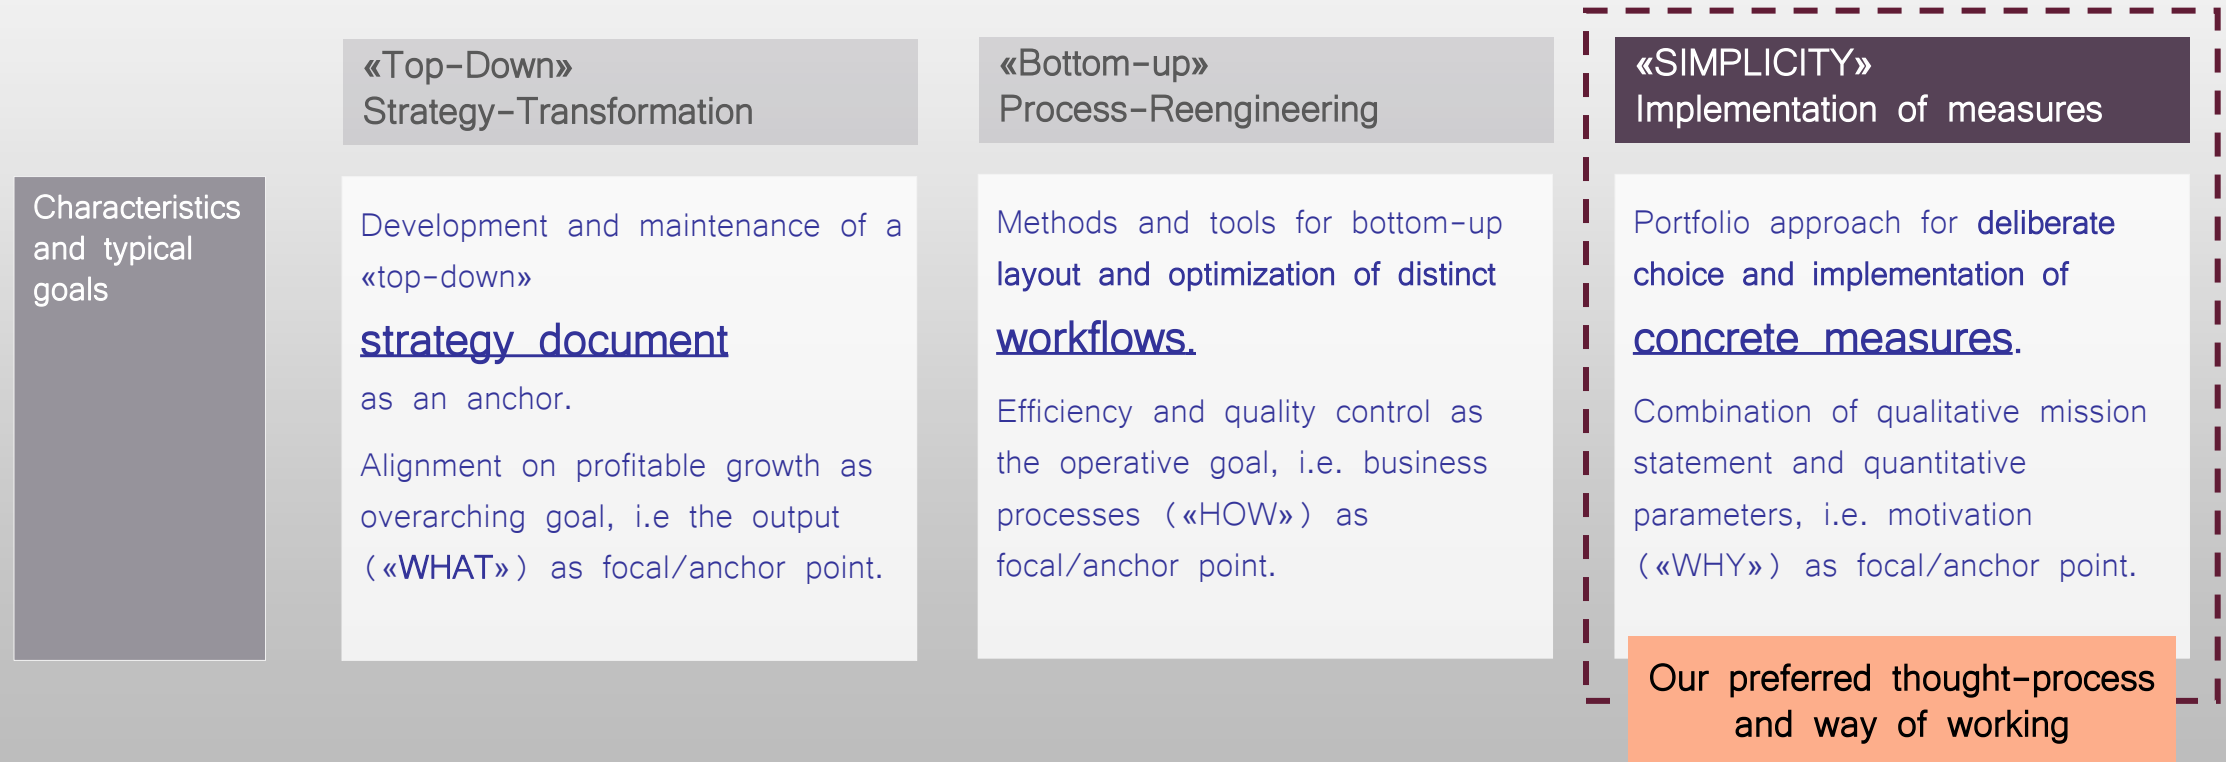 «Top-Down»
Strategy-Transformation
«Bottom-up»
Process-Reengineering
«SIMPLICITY»
Implementation of measures
Characteristics
and typical
goals
Development and maintenance of a
«top-down»
strategy document
as an anchor.
Alignment on profitable growth as
overarching goal, i.e the output
(«WHAT») as focal/anchor point.
Methods and tools for bottom-up
layout and optimization of distinct
workflows.
Efficiency and quality control as
the operative goal, i.e. business
processes («HOW») as
focal/anchor point.
Portfolio approach for deliberate
choice and implementation of
concrete measures.
Combination of qualitative mission
statement and quantitative
parameters, i.e. motivation
(«WHY») as focal/anchor point.
Our preferred thought-process
and way of working